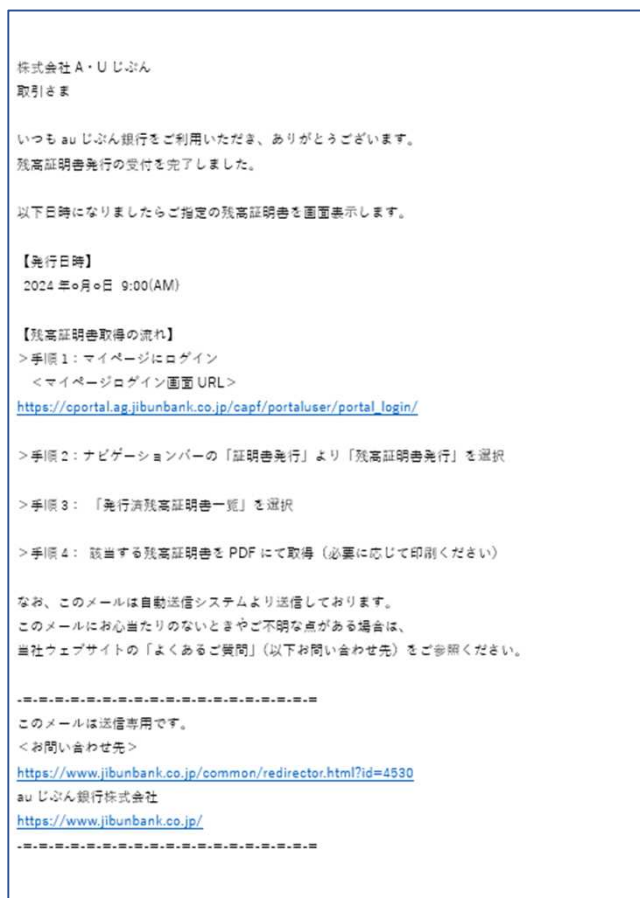 株式会社A・Uじぶん
取引さま
いつもauじぶん銀行をご利用いただき、ありがとうございます。
残高証明書発行の受付を完了しました。
以下日時になりましたらご指定の残高証明書を画面表示します。
【発行日時】
2024年○月○日 9:00(AM)
【残高証明書取得の流れ】
＞手順1：マイページにログイン
＜マイページログイン画面URL＞
https://cportal.ag.jibunbank.co.jp/capf/portaluser/portal_login/
＞手順2：ナビゲーションバーの「証明書発行」より「残高証明書発行」を選択
＞手順3： 「発行済残高証明書一覧」を選択
＞手順4： 該当する残高証明書をPDFにて取得（必要に応じて印刷ください）
なお、このメールは自動送信システムより送信しております。
このメールにお心当たりのないときやご不明な点がある場合は、
当社ウェブサイトの「よくあるご質問」（以下お問い合わせ先）をご参照ください。
-=-=-=-=-=-=-=-=-=-=-=-=-=-=-=-=-=-=-=
このメールは送信専用です。
＜お問い合わせ先＞
https://www.jibunbank.co.jp/common/redirector.html?id=4530
auじぶん銀行株式会社
https://www.jibunbank.co.jp/
-=-=-=-=-=-=-=-=-=-=-=-=-=-=-=-=-=-=-=